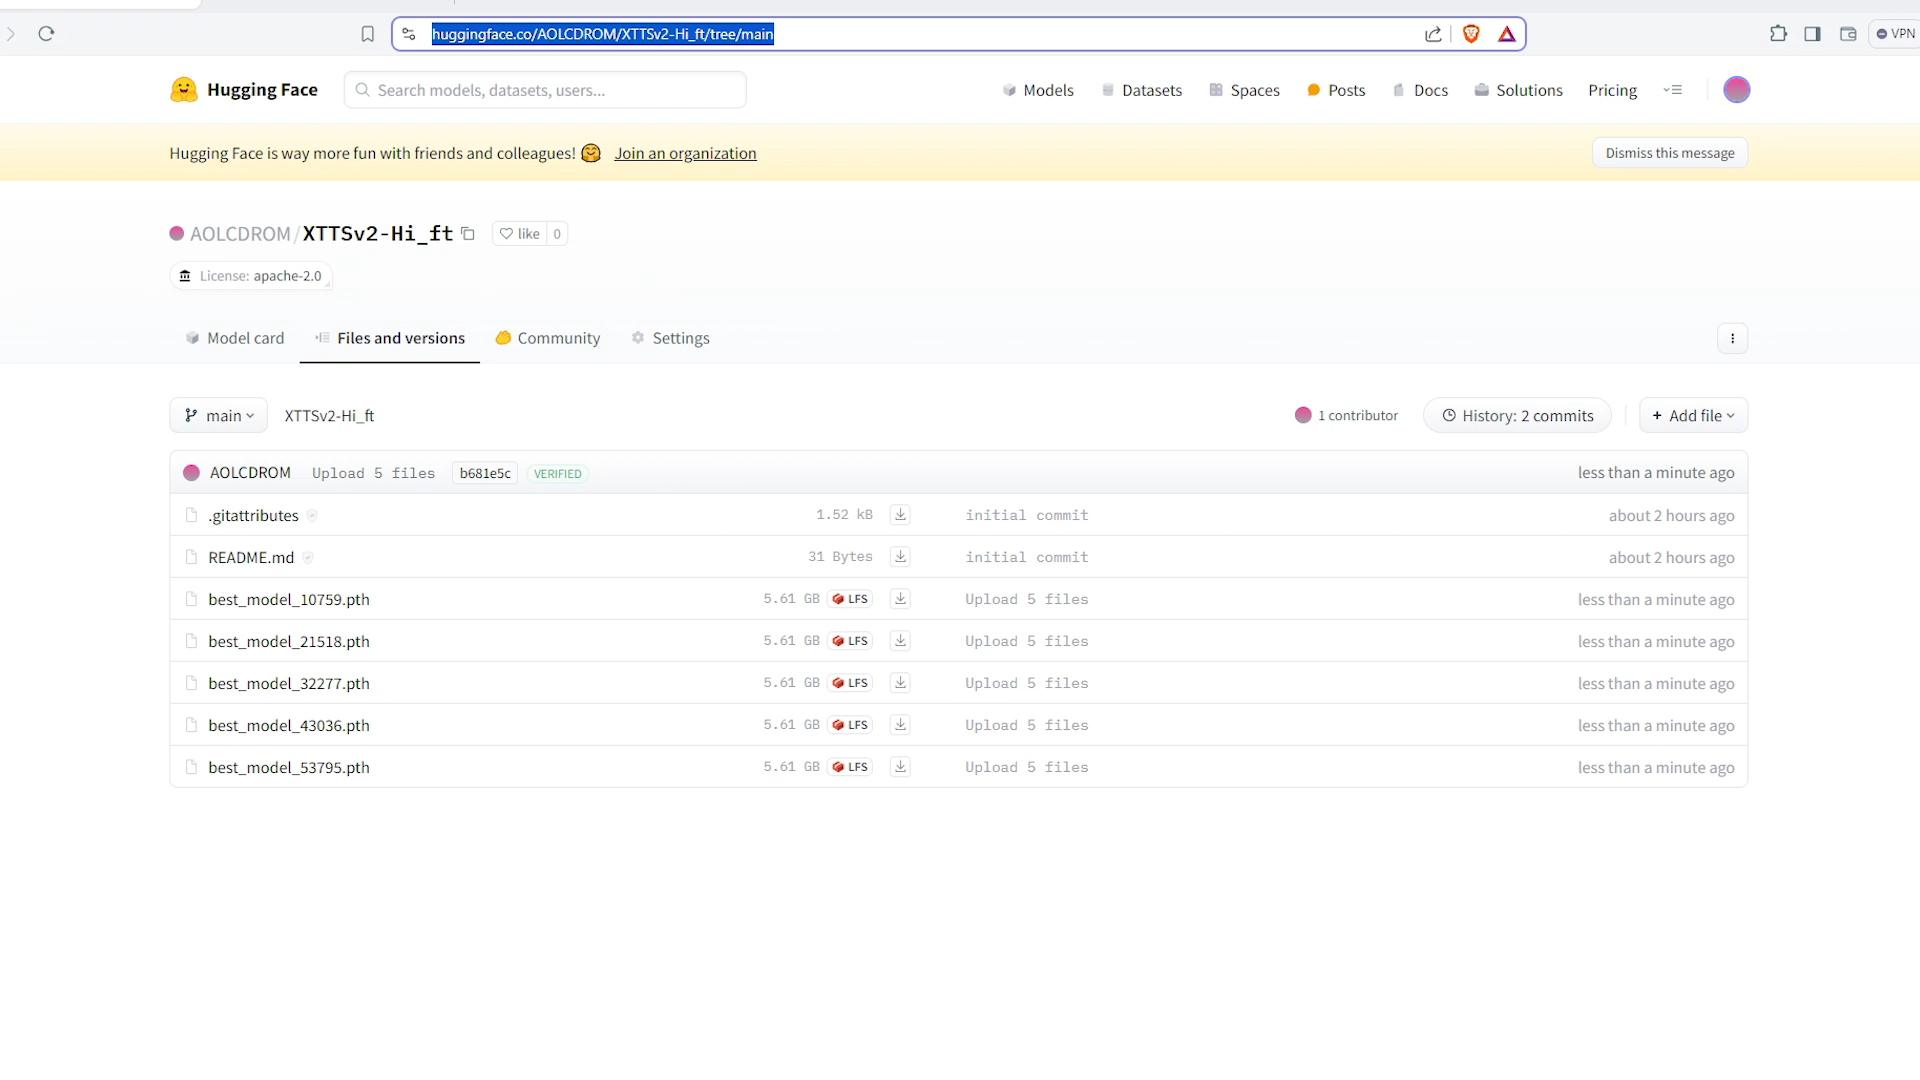 huggingface.co/AOLCDROM/XTTSv2-Hi_ft/tree/main
VPN
Hugging Face
Search models, datasets, users...
Models
Datasets
Spaces
Posts
Docs
Solutions
Pricing
Hugging Face is way more fun with friends and colleagues! 🤗 Join an organization
Dismiss this message
AOLCDROM/XTTSv2-Hi_ft
like 0
License: apache-2.0
Model card
Files and versions
Community
Settings
main
XTTSv2-Hi_ft
1 contributor
History: 2 commits
+ Add file
AOLCDROM Upload 5 files b681e5c VERIFIED less than a minute ago
.gitattributes 1.52 kB initial commit about 2 hours ago
README.md 31 Bytes initial commit about 2 hours ago
best_model_10759.pth 5.61 GB LFS Upload 5 files less than a minute ago
best_model_21518.pth 5.61 GB LFS Upload 5 files less than a minute ago
best_model_32277.pth 5.61 GB LFS Upload 5 files less than a minute ago
best_model_43036.pth 5.61 GB LFS Upload 5 files less than a minute ago
best_model_53795.pth 5.61 GB LFS Upload 5 files less than a minute ago